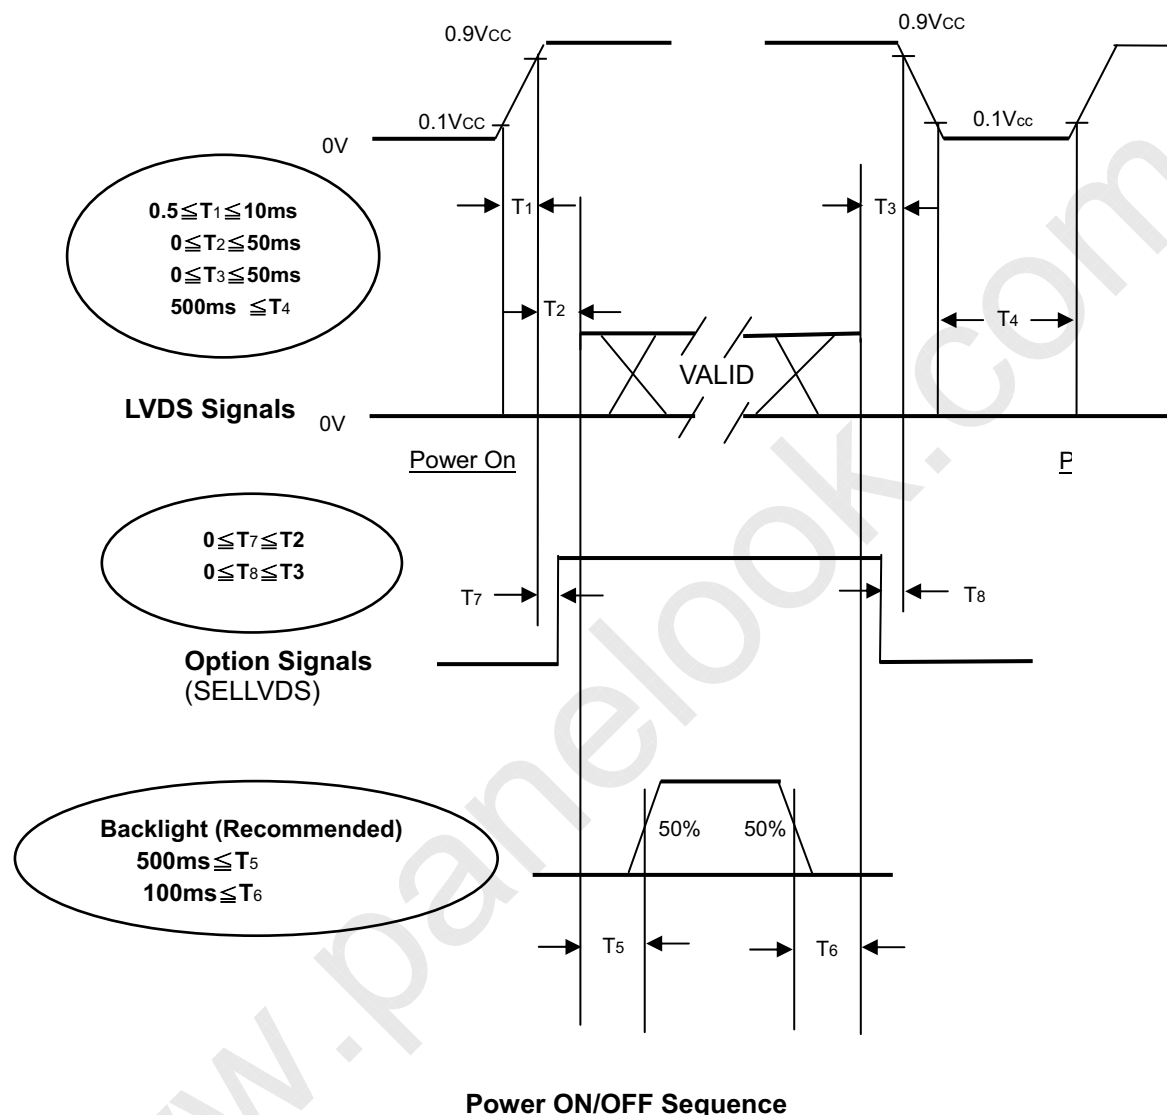 0.9VCC
0.9VCC
0.1VCC
0.1Vcc
0V
0.5≦T1≦10ms
0≦T2≦50ms
0≦T3≦50ms
500ms ≦T4
T1
T3
T2
T4
VALID
LVDS Signals
0V
Power On
P
0≦T7≦T2
0≦T8≦T3
T7
T8
Option Signals
(SELLVDS)
Backlight (Recommended)
500ms≦T5
100ms≦T6
50%
50%
T5
T6
Power ON/OFF Sequence
www.panelook.com